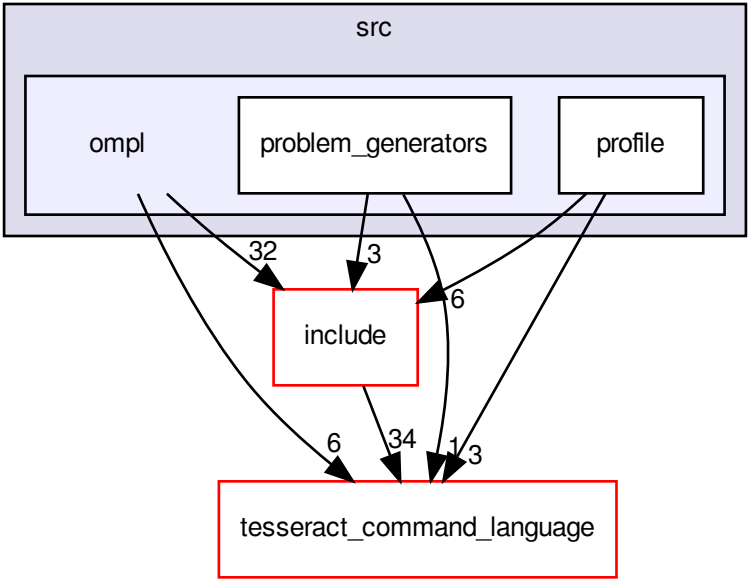 src
ompl
problem_generators
profile
32
3
6
include
6
34
1
3
tesseract_command_language